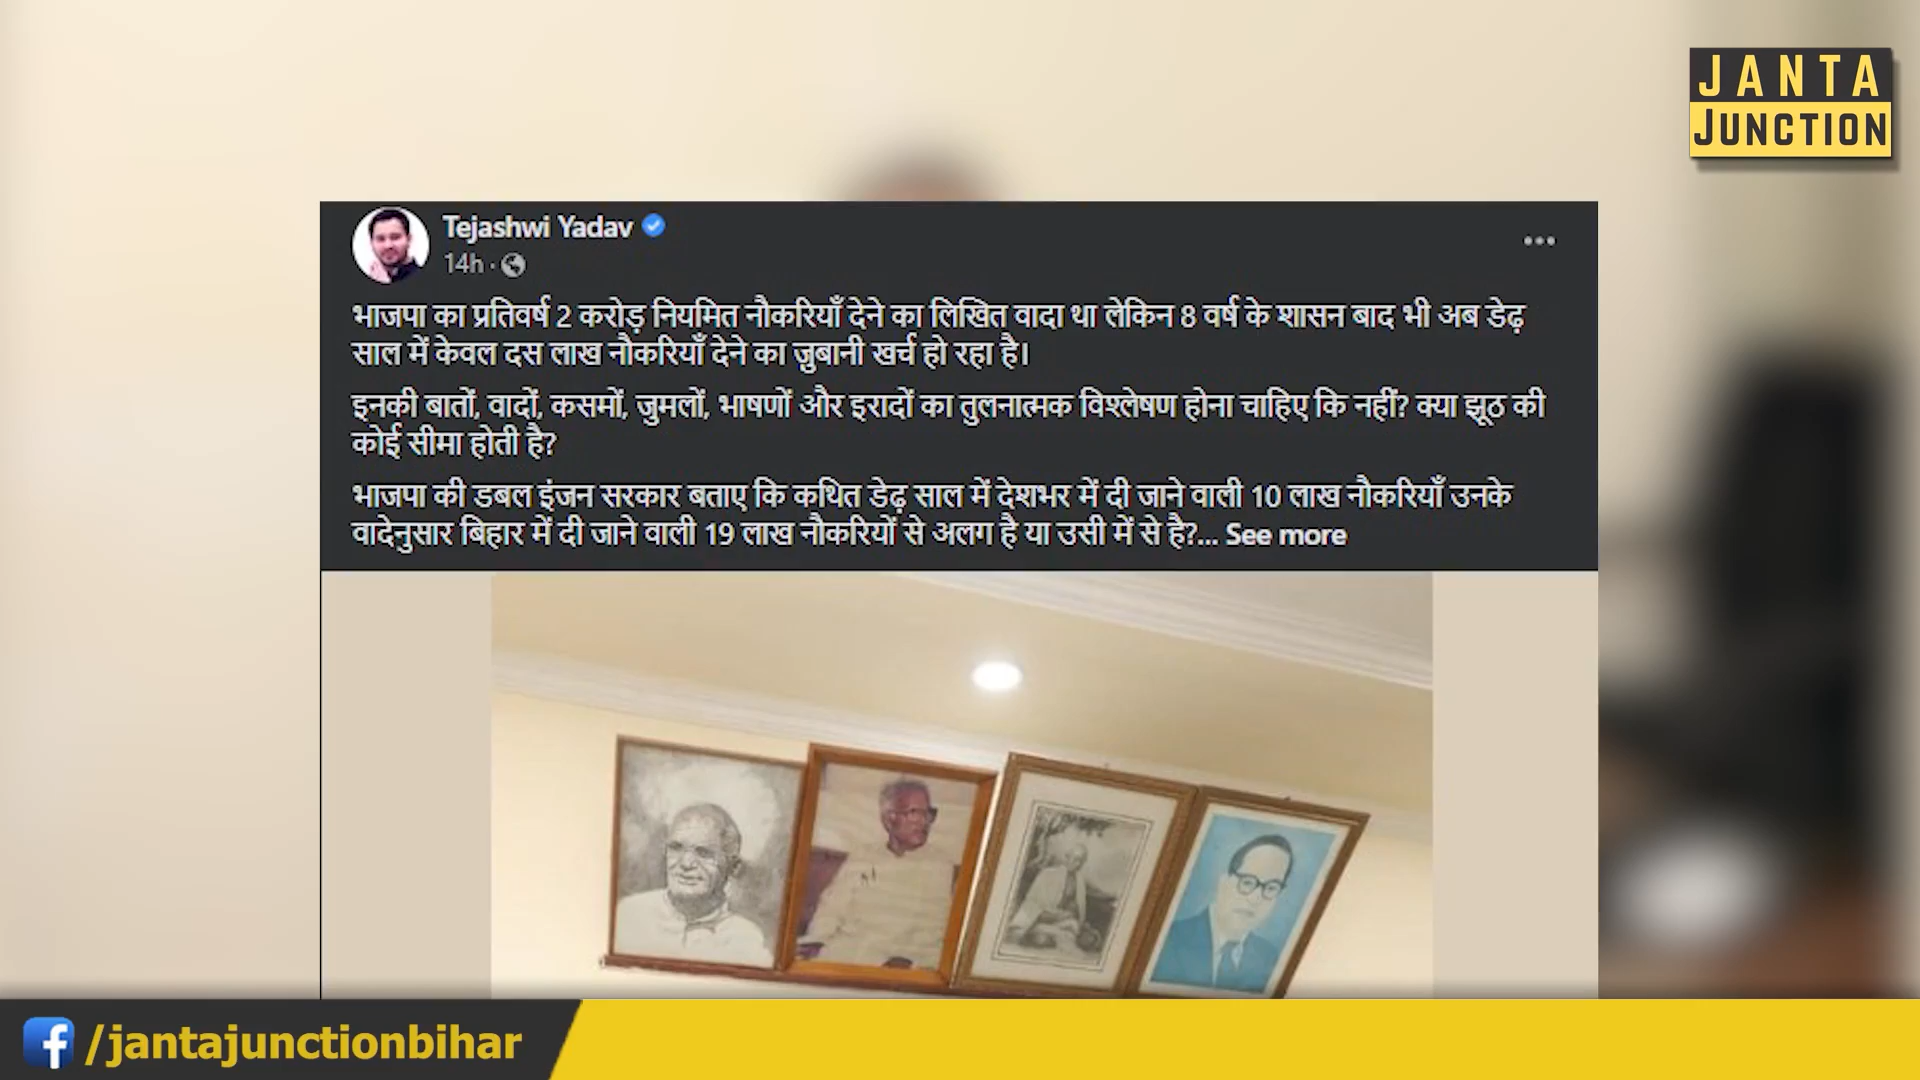 JANTA
JUNCTION
Tejashwi Yadav
14h ·
भाजपा का प्रतिवर्ष 2 करोड़ नियमित नौकरियाँ देने का लिखित वादा था लेकिन 8 वर्ष के शासन बाद भी अब डेढ़
साल में केवल दस लाख नौकरियाँ देने का ज़ुबानी खर्च हो रहा है।
इनकी बातों, वादों, कसमों, जुमलों, भाषणों और इरादों का तुलनात्मक विश्लेषण होना चाहिए कि नहीं? क्या झूठ की
कोई सीमा होती है?
भाजपा की डबल इंजन सरकार बताए कि कथित डेढ़ साल में देशभर में दी जाने वाली 10 लाख नौकरियाँ उनके
वादेनुसार बिहार में दी जाने वाली 19 लाख नौकरियों से अलग है या उसी में से है?... See more
/jantajunctionbihar